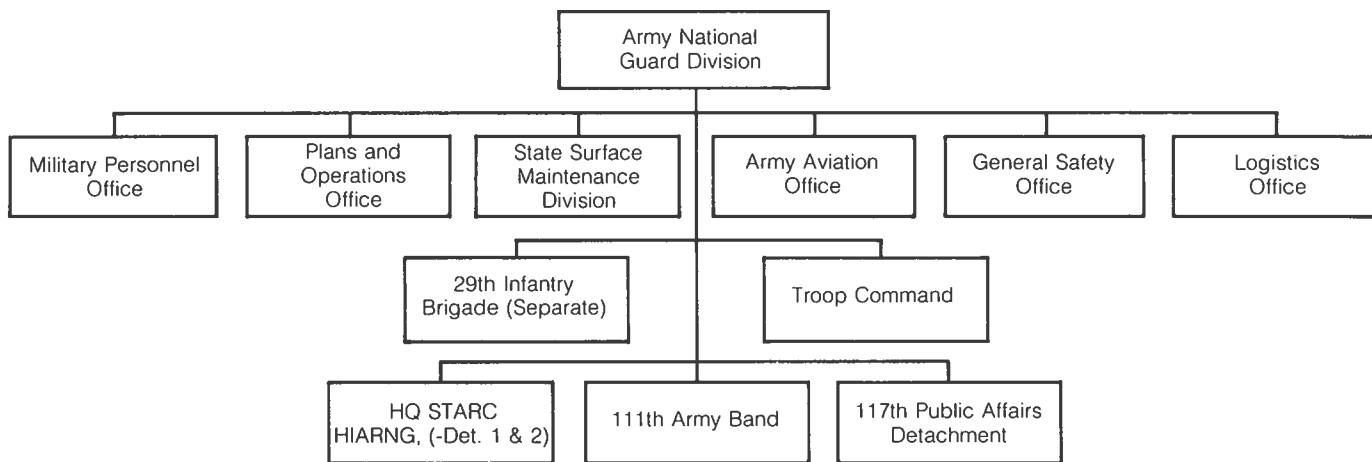 Army National
Guard Division
Military Personnel
Office
Plans and
Operations
Office
State Surface
Maintenance
Division
Army Aviation
Office
General Safety
Office
Logistics
Office
29th Infantry
Brigade (Separate)
Troop Command
HQ STARC
HIARNG, (-Det. 1 & 2)
111th Army Band
117th Public Affairs
Detachment